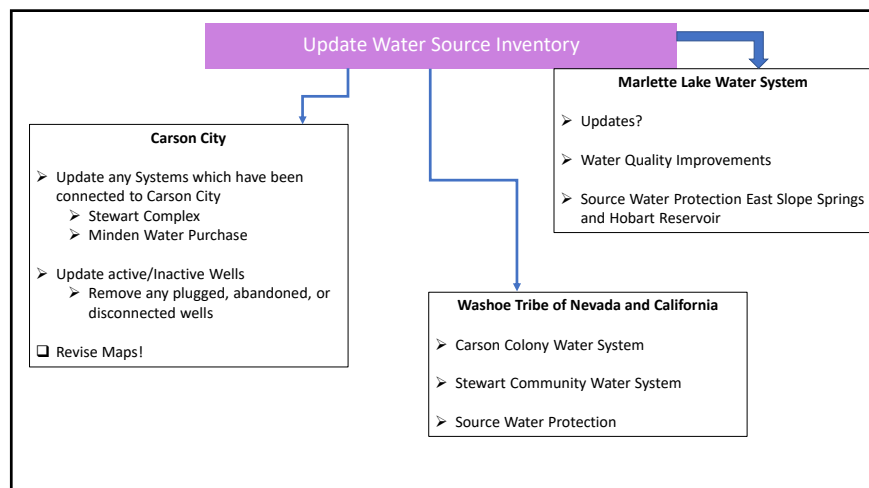 Update Water Source Inventory
Marlette Lake Water System
➢ Updates?
➢ Water Quality Improvements
➢ Source Water Protection East Slope Springs
and Hobart Reservoir
Carson City
➢ Update any Systems which have been
connected to Carson City
➢ Stewart Complex
➢ Minden Water Purchase
➢ Update active/Inactive Wells
➢ Remove any plugged, abandoned, or
disconnected wells
❑ Revise Maps!
Washoe Tribe of Nevada and California
➢ Carson Colony Water System
➢ Stewart Community Water System
➢ Source Water Protection